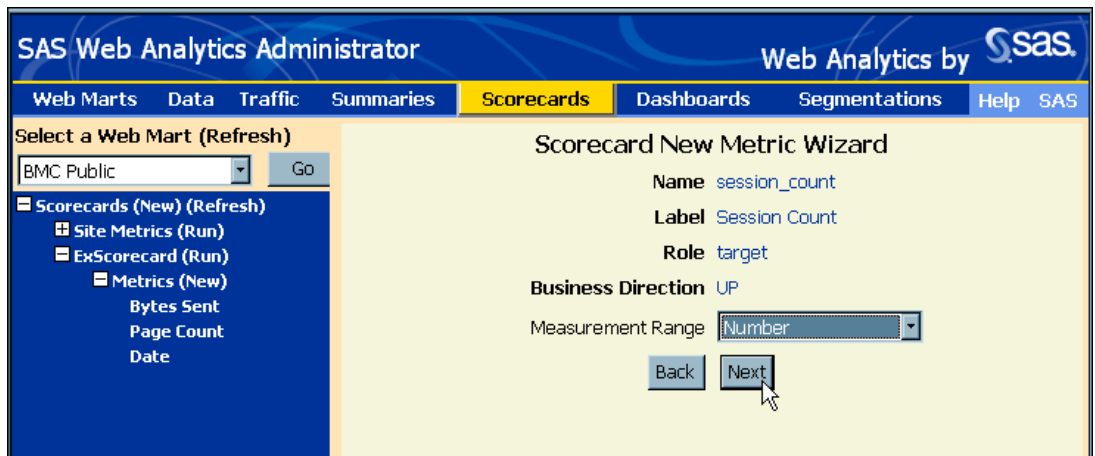 SAS Web Analytics Administrator
Web Analytics by sas.
Web Marts Data Traffic Summaries Scorecards Dashboards Segmentations Help SAS
Select a Web Mart (Refresh)
BMC Public Go
Scorecards (New) (Refresh)
Site Metrics (Run)
ExScorecard (Run)
Metrics (New)
Bytes Sent
Page Count
Date
Scorecard New Metric Wizard
Name session_count
Label Session Count
Role target
Business Direction UP
Measurement Range Number
Back Next